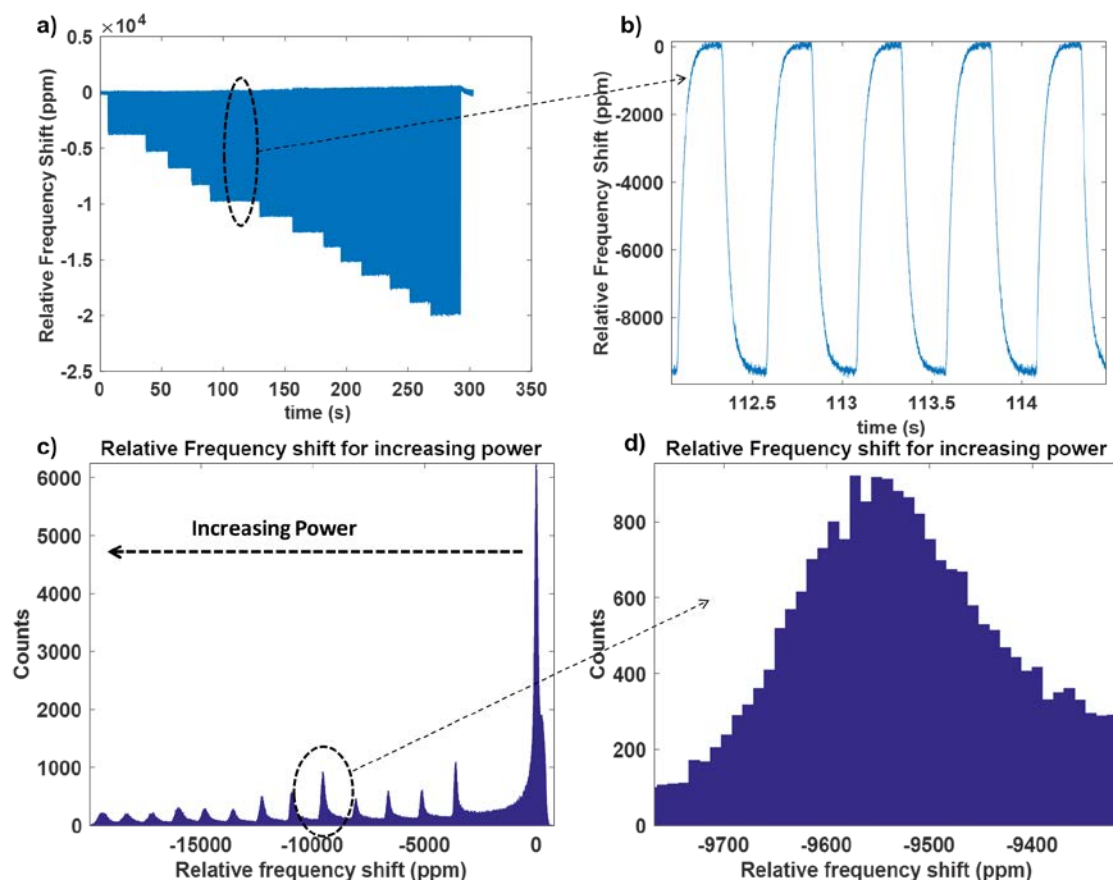 a)
×10⁴
0.5
0
-0.5
-1
-1.5
-2
-2.5
0 50 100 150 200 250 300 350
time (s)
Relative Frequency Shift (ppm)
b)
0
-2000
-4000
-6000
-8000
112.5 113 113.5 114
time (s)
Relative Frequency Shift (ppm)
c)
Relative Frequency shift for increasing power
6000
5000
4000
3000
2000
1000
0
Increasing Power
-15000 -10000 -5000 0
Relative frequency shift (ppm)
Counts
d)
Relative Frequency shift for increasing power
800
600
400
200
0
-9700 -9600 -9500 -9400
Relative frequency shift (ppm)
Counts